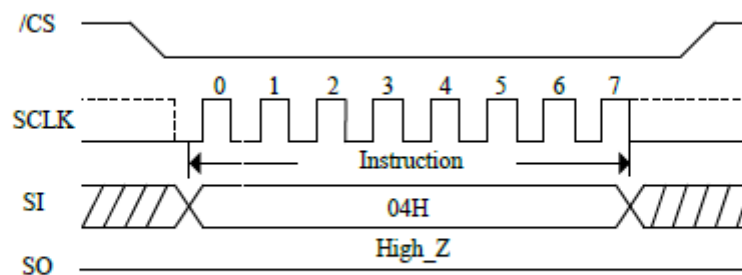 /CS
0 1 2 3 4 5 6 7
SCLK
Instruction
SI
04H
High_Z
SO